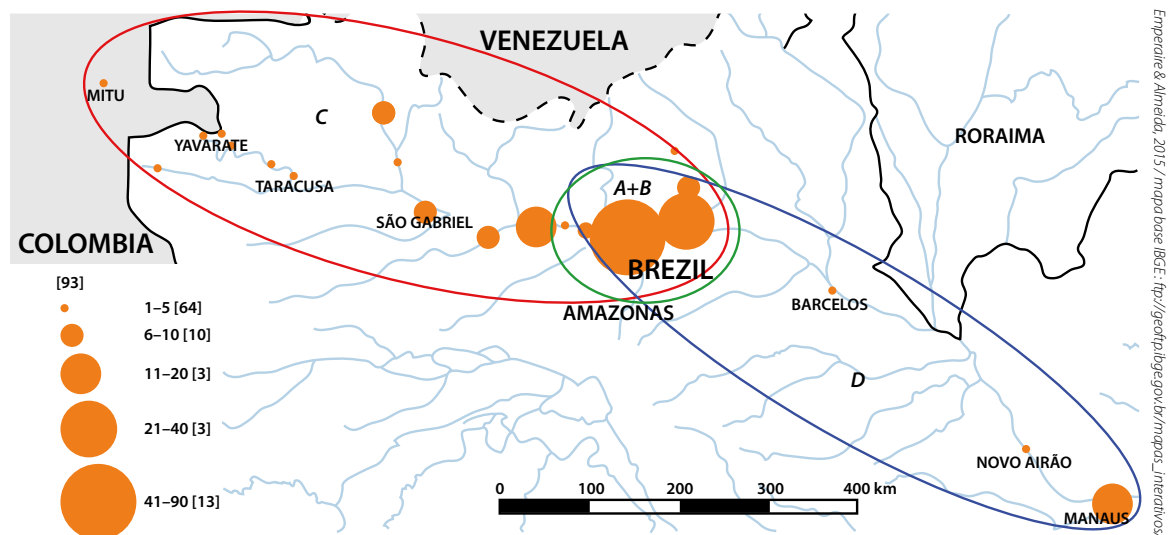 VENEZUELA
MITU
C
RORAIMA
YAVARATE
TARACUSA
A+B
SÃO GABRIEL
COLOMBIA
BREZIL
[93]
BARCELOS
AMAZONAS
1–5 [64]
6–10 [10]
11–20 [3]
D
21–40 [3]
NOVO AIRÃO
41–90 [13]
0 100 200 300 400 km
MANAUS
Emperaire & Almeida, 2015 / mapa base IBGE : ftp://geoftp.ibge.gov.br/mapas_interativos/